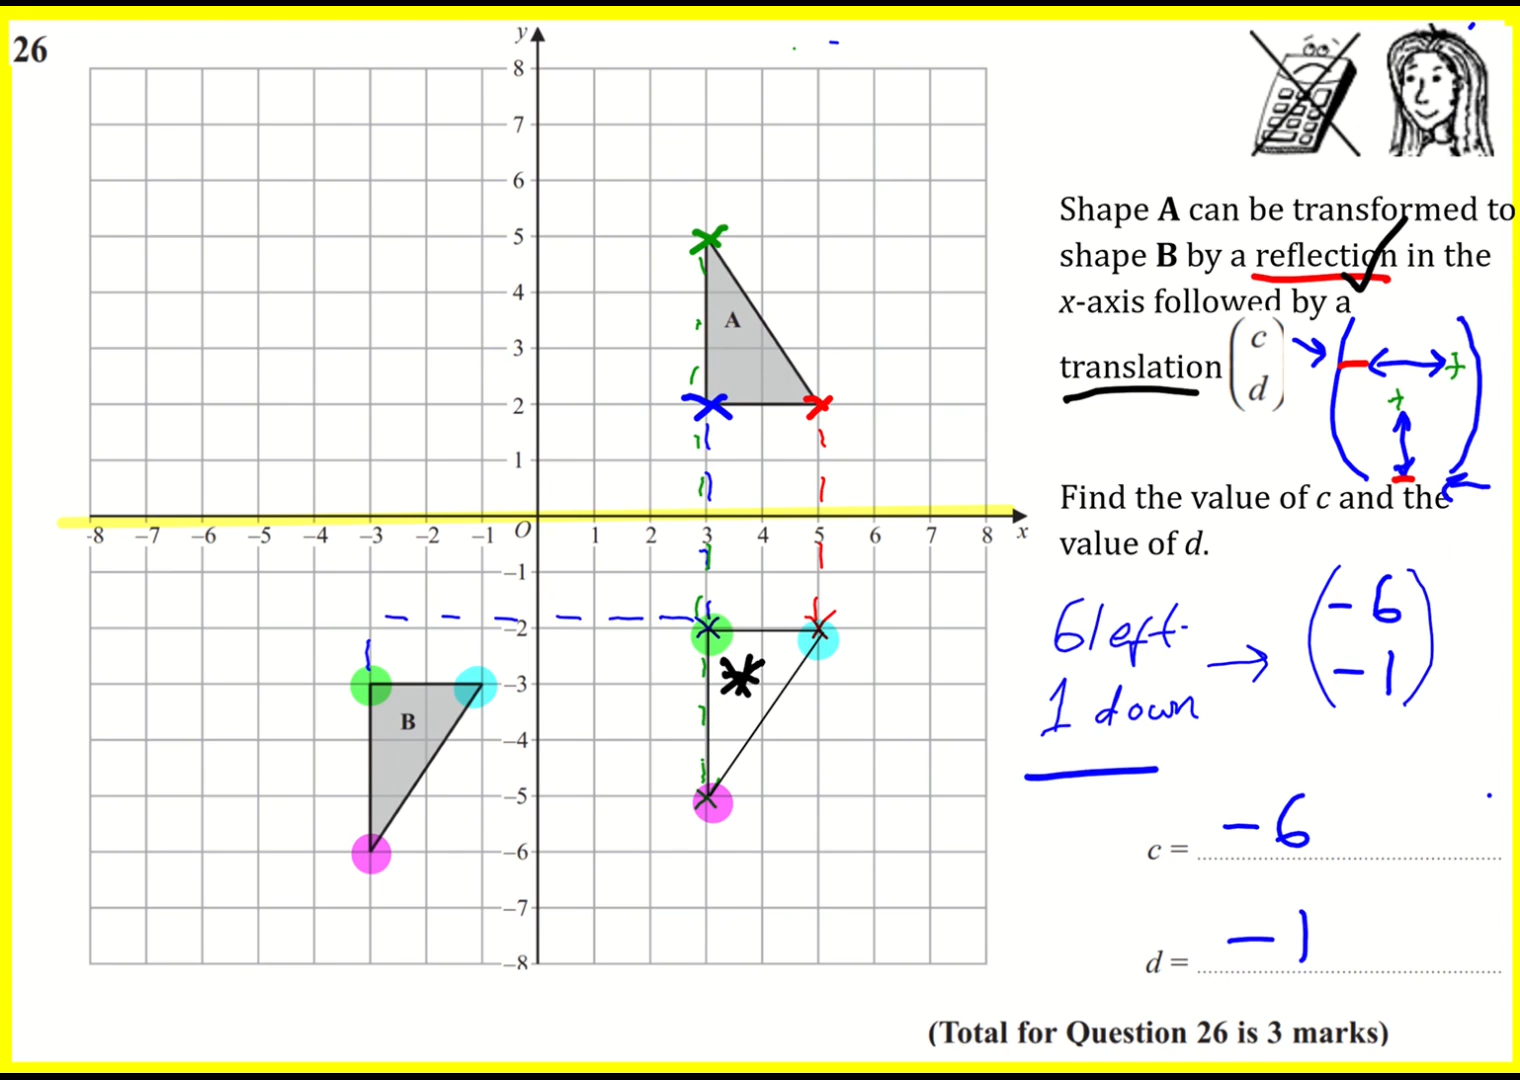 26
y
8
7
6
5
4
3
2
1
A
-8 -7 -6 -5 -4 -3 -2 -1 O 1 2 3 4 5 6 7 8 x
-1
-2
-3
B
-4
-5
-6
-7
-8
Shape A can be transformed to
shape B by a reflection in the
x-axis followed by a
translation (c d)
- +
+
-
Find the value of c and the
value of d.
6 left
1 down
(-6 -1)
c = -6
d = -1
(Total for Question 26 is 3 marks)